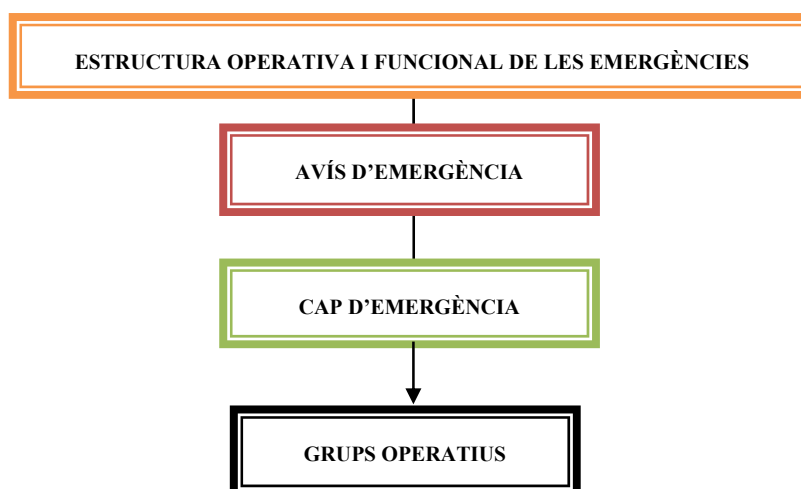 ESTRUCTURA OPERATIVA I FUNCIONAL DE LES EMERGÈNCIES
AVÍS D’EMERGÈNCIA
CAP D’EMERGÈNCIA
GRUPS OPERATIUS